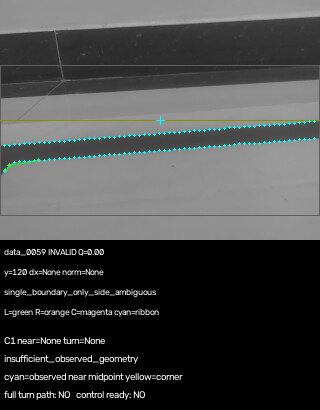 data_0059 INVALID Q=0.00
y=120 dx=None norm=None
single_boundary_only_side_ambiguous
L=green R=orange C=magenta cyan=ribbon
C1 near=None turn=None
insufficient_observed_geometry
cyan=observed near midpoint yellow=corner
full turn path: NO control ready: NO